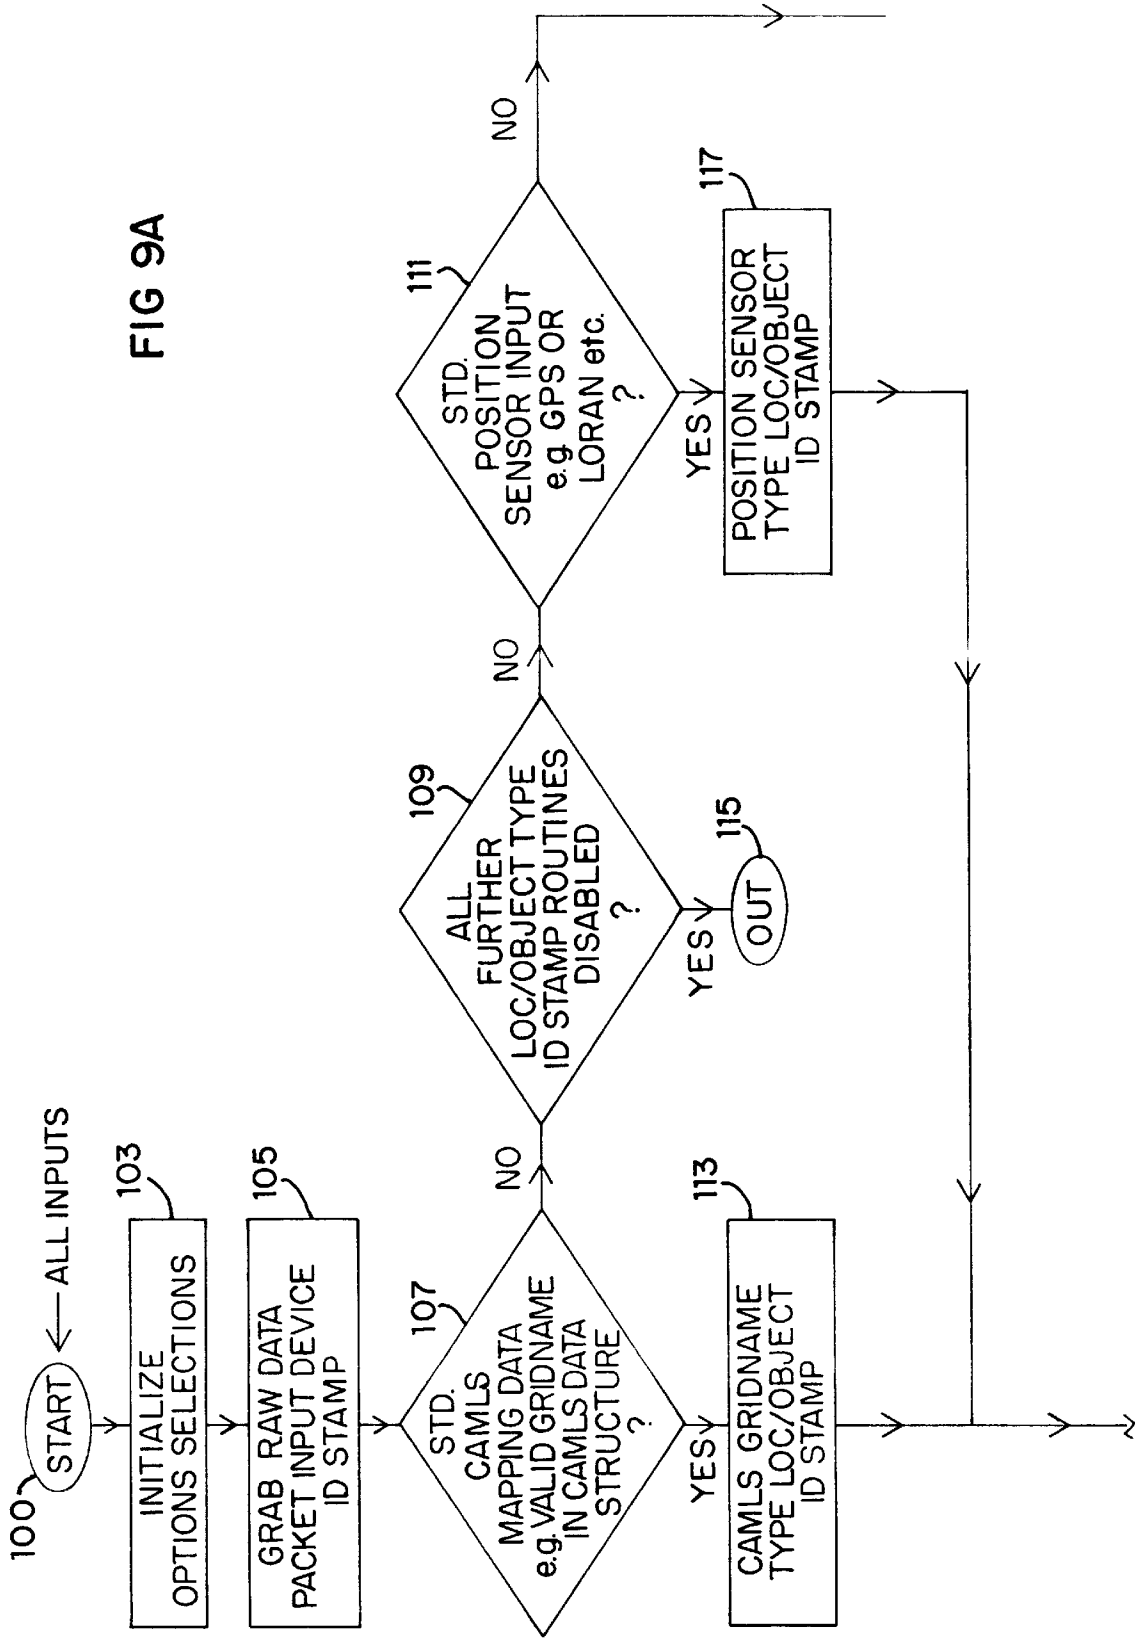 FIG 9A
100
START
ALL INPUTS
103
INITIALIZE
OPTIONS SELECTIONS
105
GRAB RAW DATA
PACKET INPUT DEVICE
ID STAMP
107
STD.
CAMLS
MAPPING DATA
e.g. VALID GRIDNAME
IN CAMLS DATA
STRUCTURE
?
NO
YES
113
CAMLS GRIDNAME
TYPE LOC/OBJECT
ID STAMP
109
ALL
FURTHER
LOC/OBJECT TYPE
ID STAMP ROUTINES
DISABLED
?
NO
YES
115
OUT
111
STD.
POSITION
SENSOR INPUT
e.g. GPS OR
LORAN etc.
?
NO
YES
117
POSITION SENSOR
TYPE LOC/OBJECT
ID STAMP